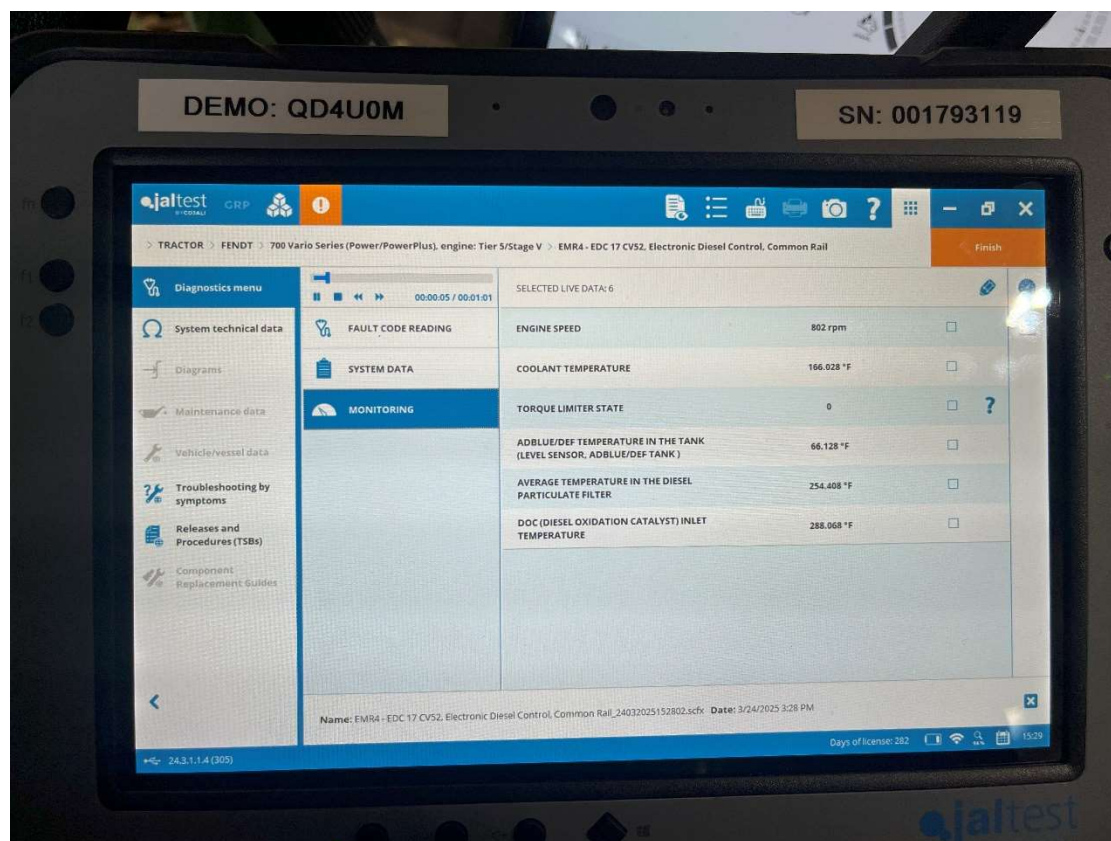 DEMO: QD4U0M
SN: 001793119
jaltest GRP
BY COJALI
> TRACTOR > FENDT > 700 Vario Series (Power/PowerPlus), engine: Tier 5/Stage V > EMR4 - EDC 17 CV52, Electronic Diesel Control, Common Rail
Finish
Diagnostics menu
System technical data
Diagrams
Maintenance data
Vehicle/vessel data
Troubleshooting by
symptoms
Releases and
Procedures (TSBs)
Component
Replacement Guides
00:00:05 / 00:01:01
FAULT CODE READING
SYSTEM DATA
MONITORING
SELECTED LIVE DATA: 6
ENGINE SPEED 802 rpm
COOLANT TEMPERATURE 166.028 °F
TORQUE LIMITER STATE 0 ?
ADBLUE/DEF TEMPERATURE IN THE TANK
(LEVEL SENSOR, ADBLUE/DEF TANK ) 66.128 °F
AVERAGE TEMPERATURE IN THE DIESEL
PARTICULATE FILTER 254.408 °F
DOC (DIESEL OXIDATION CATALYST) INLET
TEMPERATURE 288.068 °F
Name: EMR4 - EDC 17 CV52, Electronic Diesel Control, Common Rail_24032025152802.scfx Date: 3/24/2025 3:28 PM
Days of license: 282
15:29
24.3.1.1.4 (305)
jaltest
f1
f2